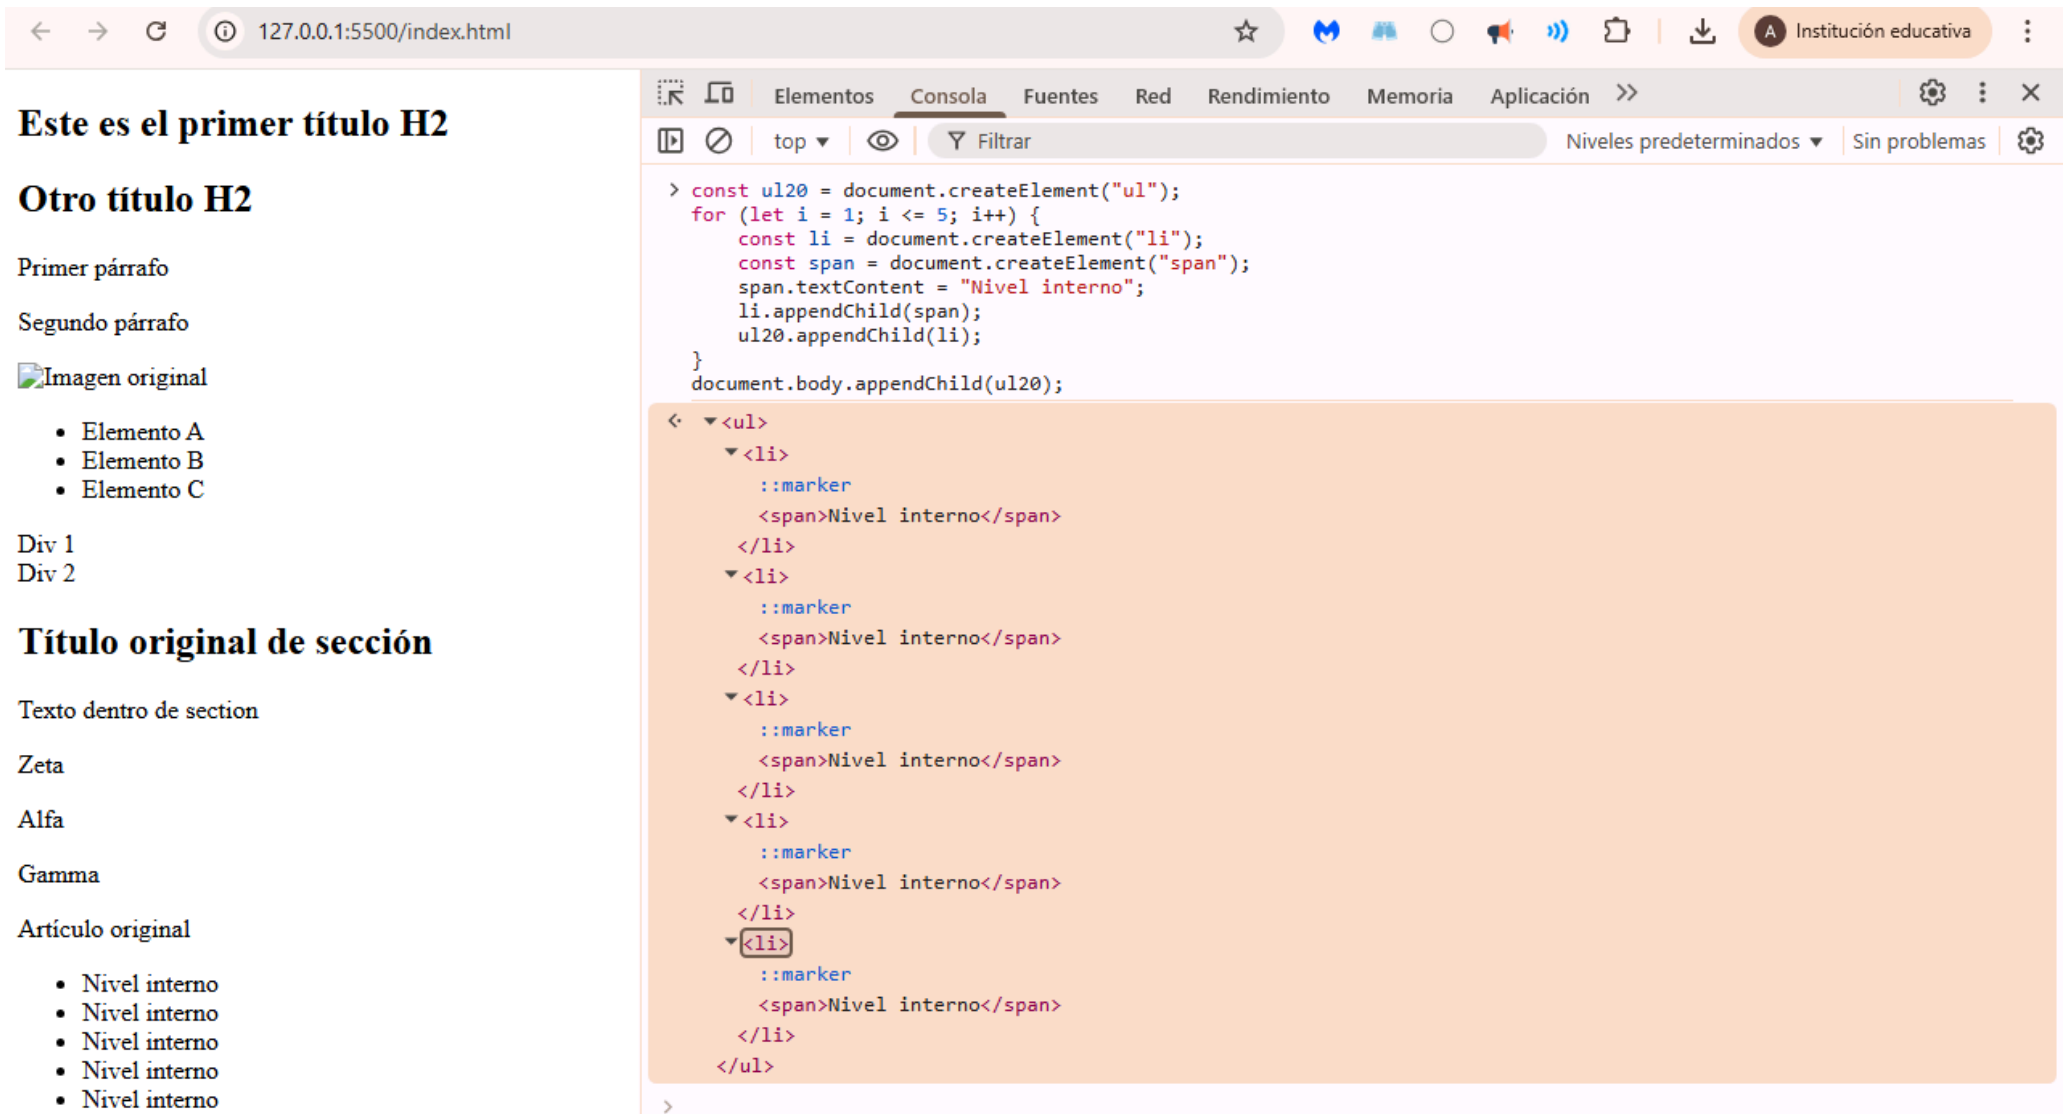 127.0.0.1:5500/index.html
A Institución educativa
Este es el primer título H2
Otro título H2
Primer párrafo
Segundo párrafo
Imagen original
• Elemento A
• Elemento B
• Elemento C
Div 1
Div 2
Título original de sección
Texto dentro de section
Zeta
Alfa
Gamma
Artículo original
• Nivel interno
• Nivel interno
• Nivel interno
• Nivel interno
• Nivel interno
Elementos Consola Fuentes Red Rendimiento Memoria Aplicación
top Filtrar Niveles predeterminados Sin problemas
> const ul20 = document.createElement("ul");
for (let i = 1; i <= 5; i++) {
    const li = document.createElement("li");
    const span = document.createElement("span");
    span.textContent = "Nivel interno";
    li.appendChild(span);
    ul20.appendChild(li);
}
document.body.appendChild(ul20);
<ul>
<li>
::marker
<span>Nivel interno</span>
</li>
<li>
::marker
<span>Nivel interno</span>
</li>
<li>
::marker
<span>Nivel interno</span>
</li>
<li>
::marker
<span>Nivel interno</span>
</li>
<li>
::marker
<span>Nivel interno</span>
</li>
</ul>
>